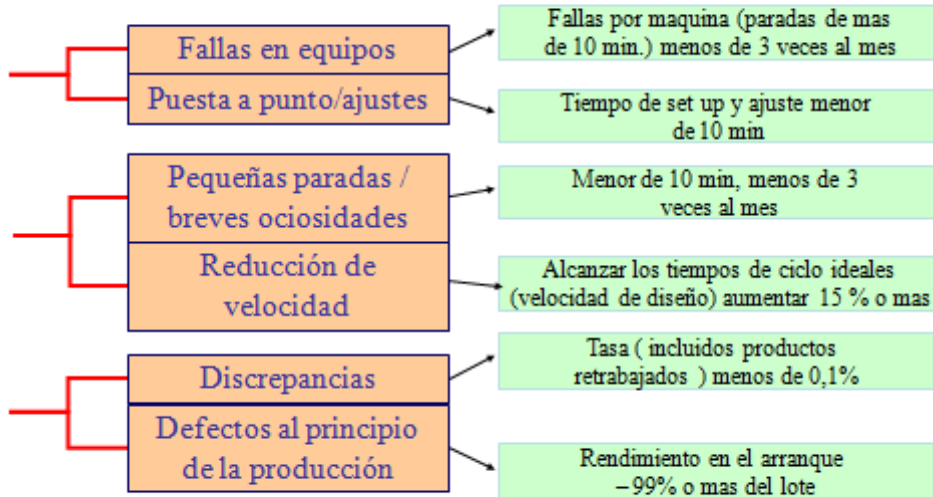 Fallas en equipos
Fallas por maquina (paradas de mas
de 10 min.) menos de 3 veces al mes
Puesta a punto/ajustes
Tiempo de set up y ajuste menor
de 10 min
Pequeñas paradas /
breves ociosidades
Menor de 10 min, menos de 3
veces al mes
Reducción de
velocidad
Alcanzar los tiempos de ciclo ideales
(velocidad de diseño) aumentar 15 % o mas
Discrepancias
Tasa ( incluidos productos
retrabajados ) menos de 0,1%
Defectos al principio
de la producción
Rendimiento en el arranque
–99% o mas del lote